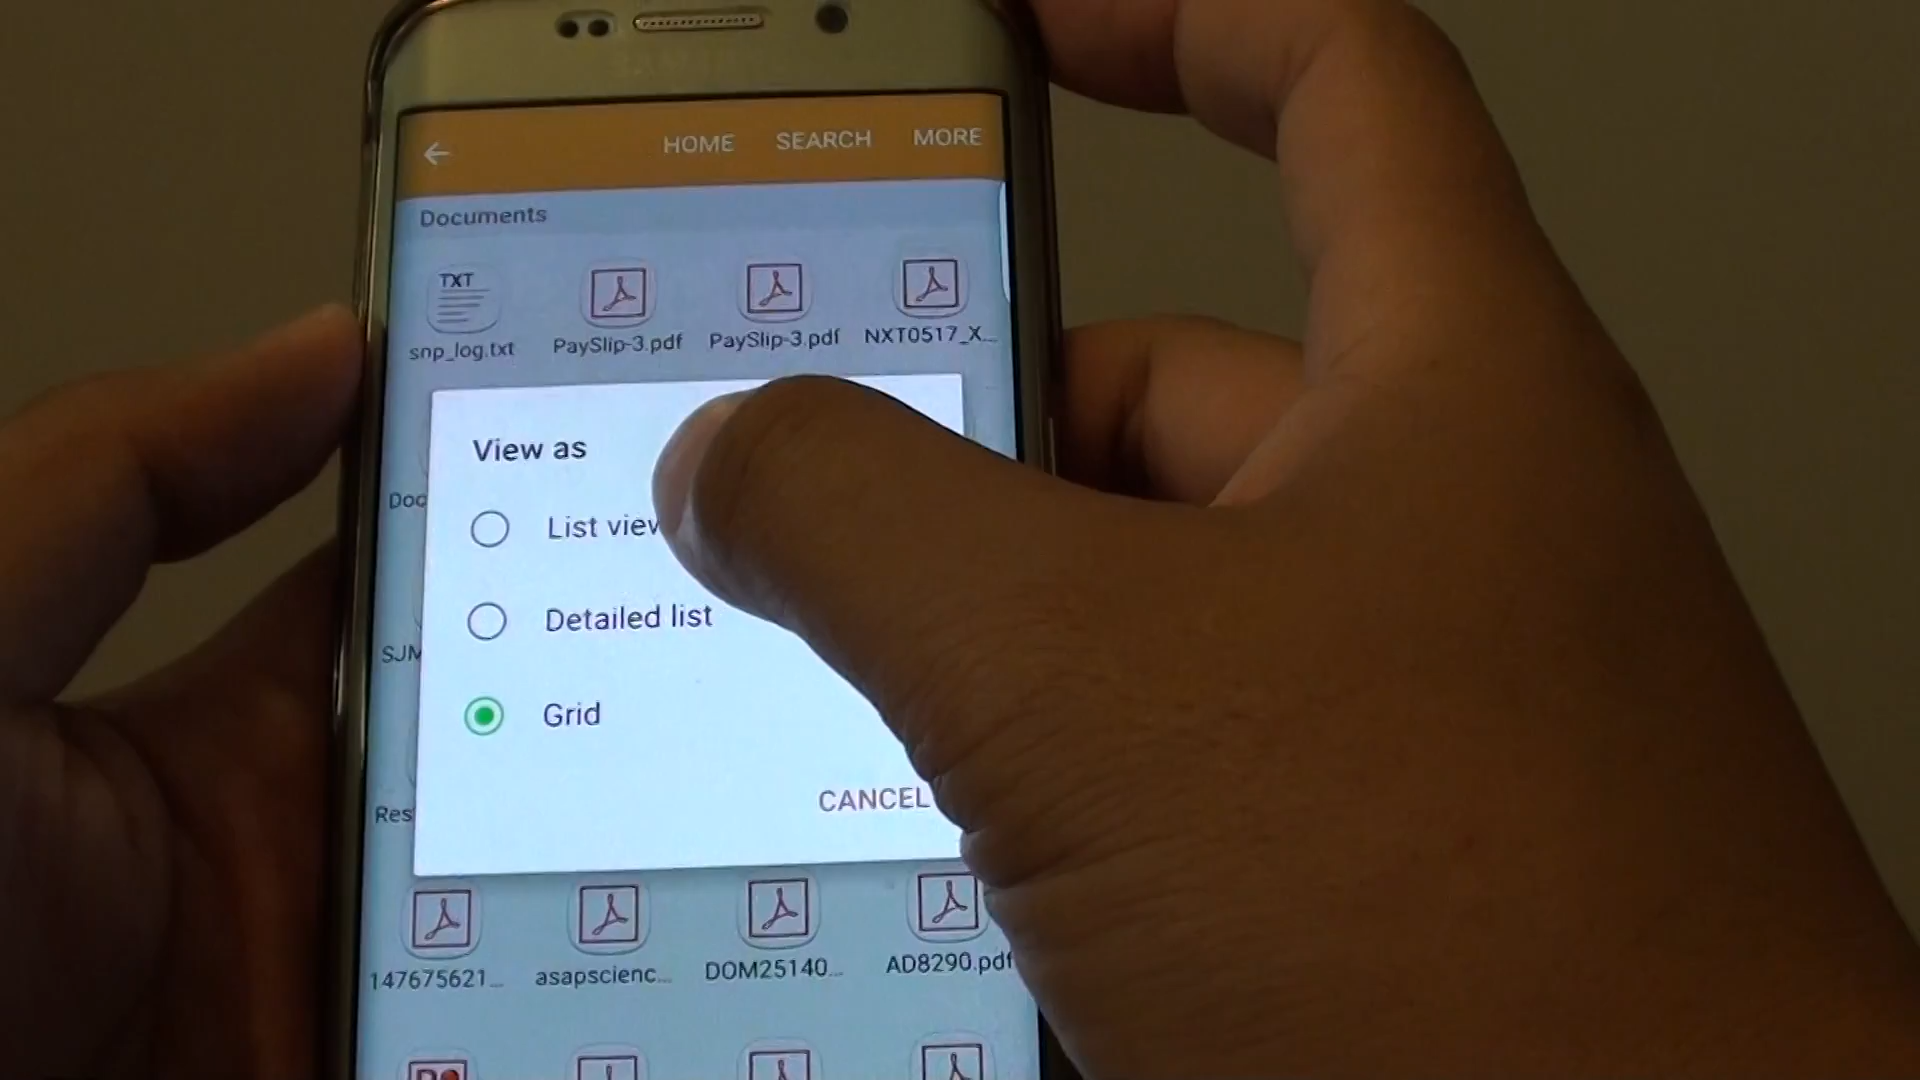 HOME SEARCH MORE
Documents
TXT
snp_log.txt PaySlip-3.pdf PaySlip-3.pdf NXT0517_X...
View as
Doc
List view
Detailed list
SJM
Grid
CANCEL
Res
147675621... asapscienc... DOM25140... AD8290.pdf